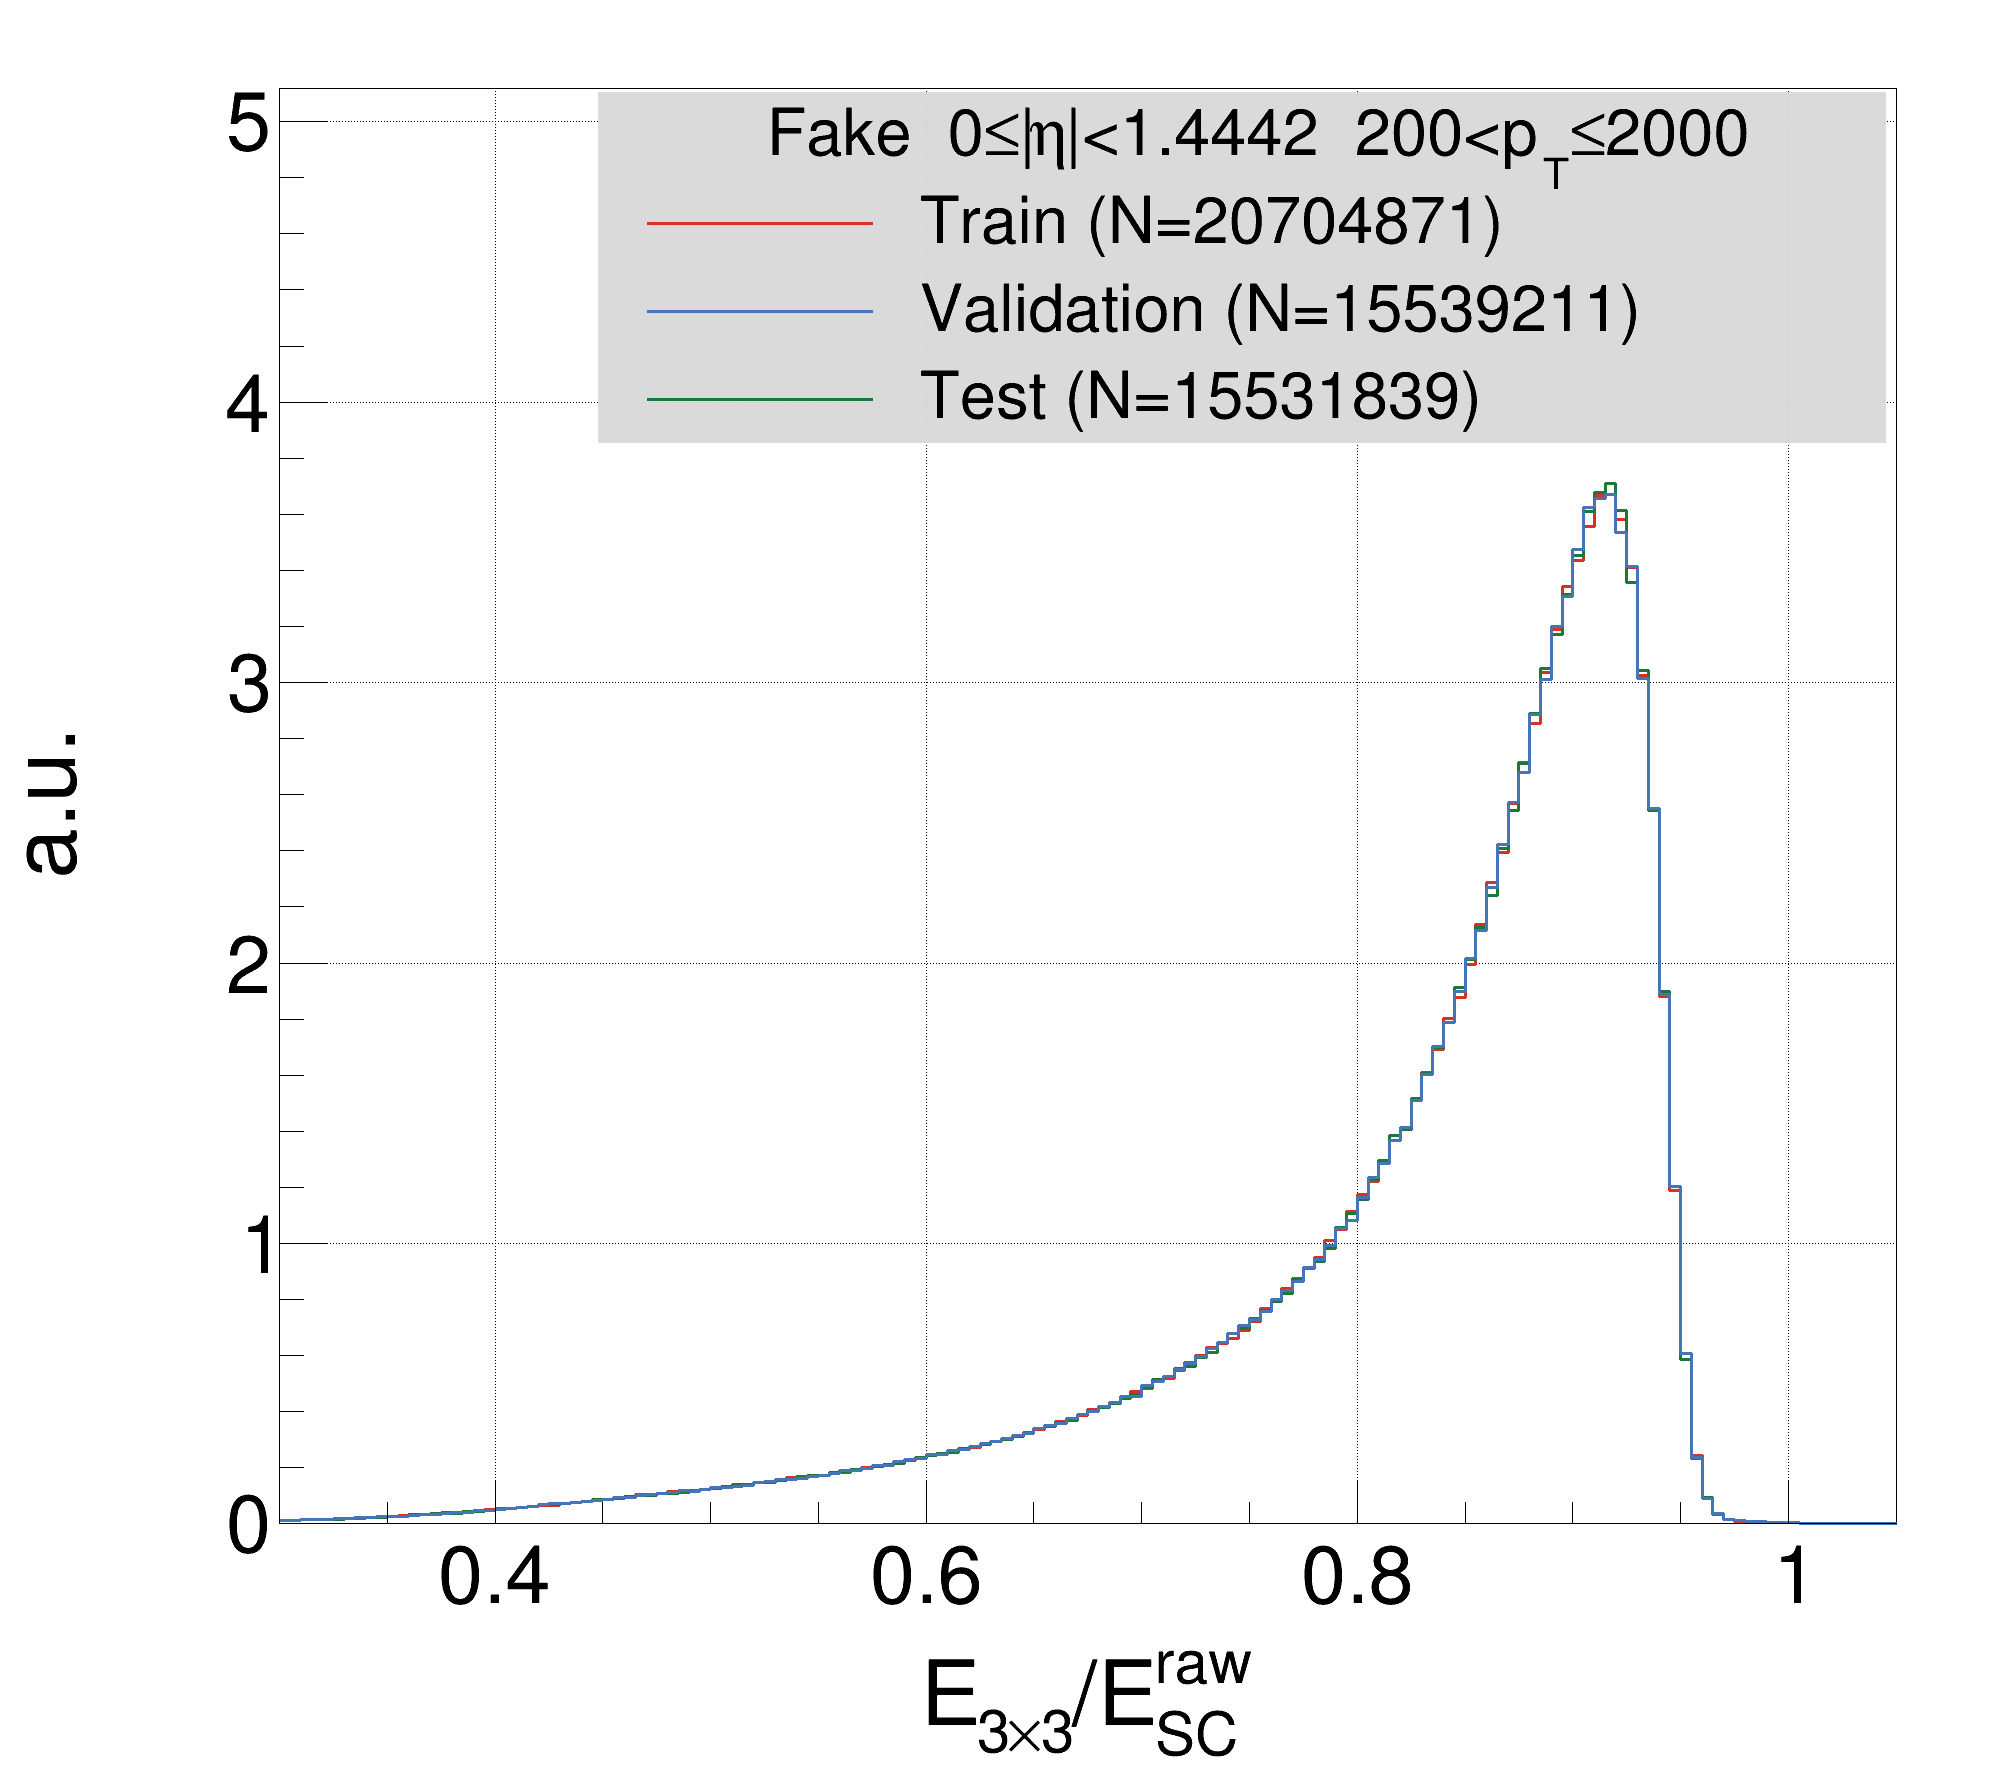 Fake 0≤|η|<1.4442 200<p_T≤2000
Train (N=20704871)
Validation (N=15539211)
Test (N=15531839)
5
4
3
2
1
0
a.u.
0.4 0.6 0.8 1
E_3×3/E_SC^raw